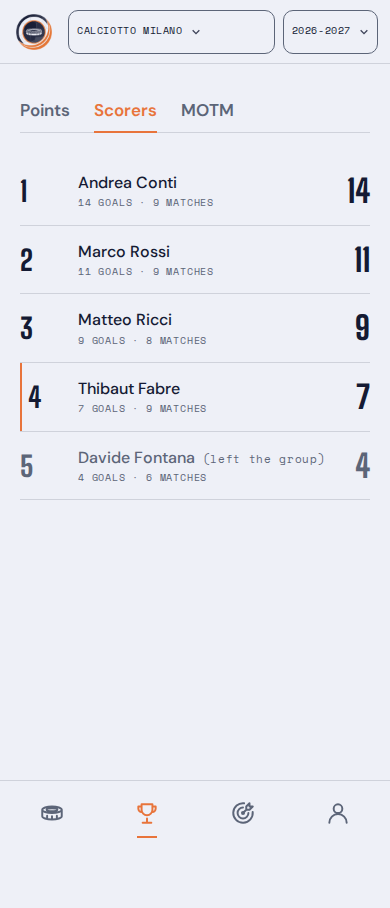 CALCIOTTO MILANO
2026-2027
Points Scorers MOTM
1 Andrea Conti 14
14 GOALS · 9 MATCHES
2 Marco Rossi 11
11 GOALS · 9 MATCHES
3 Matteo Ricci 9
9 GOALS · 8 MATCHES
4 Thibaut Fabre 7
7 GOALS · 9 MATCHES
5 Davide Fontana (left the group) 4
4 GOALS · 6 MATCHES